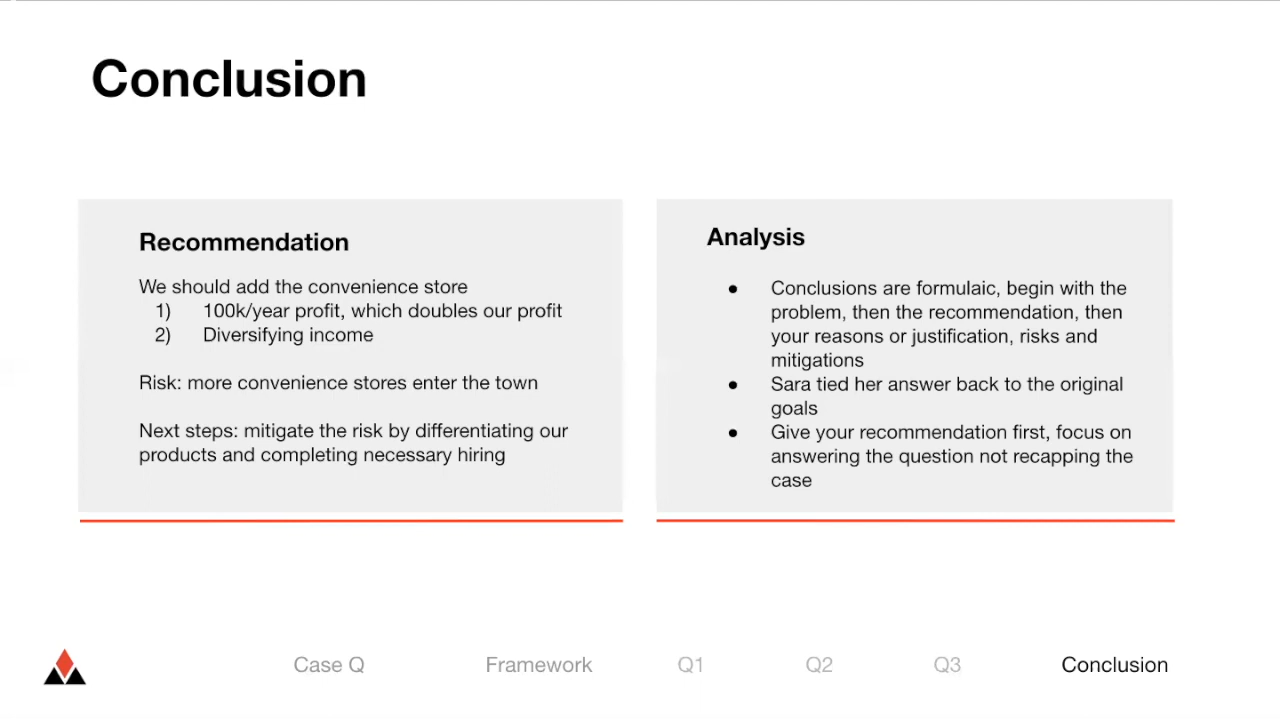 Conclusion
Recommendation
We should add the convenience store
1) 100k/year profit, which doubles our profit
2) Diversifying income
Risk: more convenience stores enter the town
Next steps: mitigate the risk by differentiating our
products and completing necessary hiring
Analysis
● Conclusions are formulaic, begin with the
problem, then the recommendation, then
your reasons or justification, risks and
mitigations
● Sara tied her answer back to the original
goals
● Give your recommendation first, focus on
answering the question not recapping the
case
Case Q Framework Q1 Q2 Q3 Conclusion